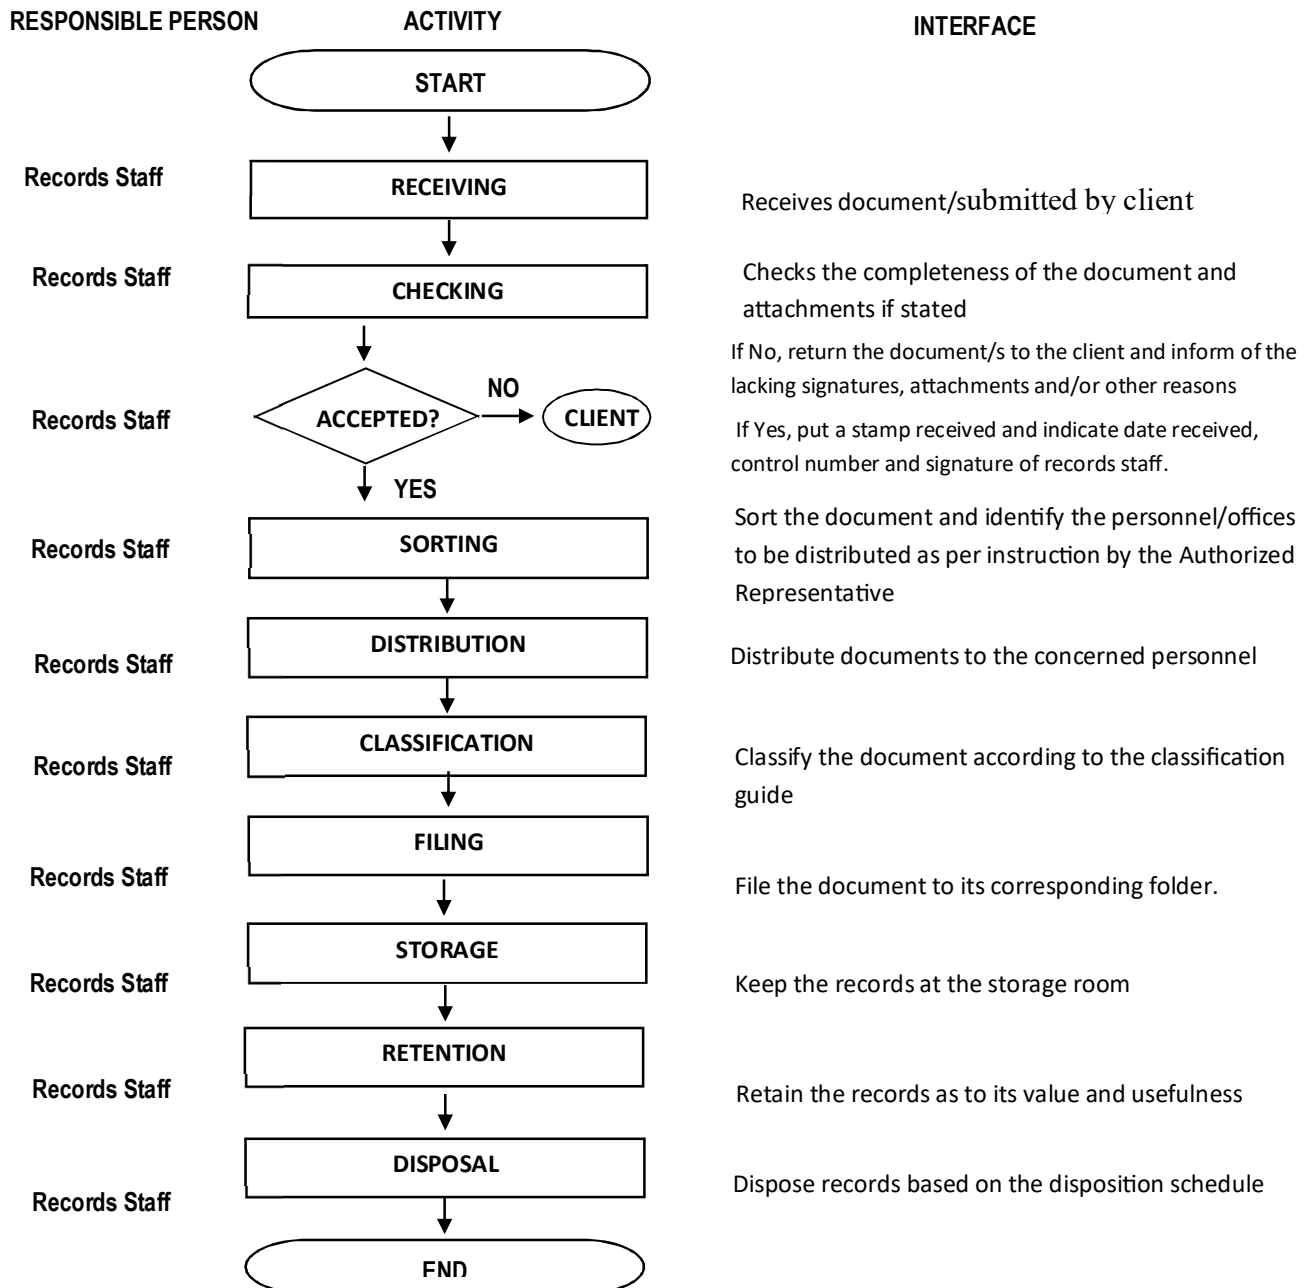 RESPONSIBLE PERSON ACTIVITY INTERFACE
START
Records Staff RECEIVING
Receives document/submitted by client
Records Staff CHECKING
Checks the completeness of the document and
attachments if stated
If No, return the document/s to the client and inform of the
lacking signatures, attachments and/or other reasons
Records Staff ACCEPTED? NO CLIENT
If Yes, put a stamp received and indicate date received,
control number and signature of records staff.
YES
Records Staff SORTING
Sort the document and identify the personnel/offices
to be distributed as per instruction by the Authorized
Representative
Records Staff DISTRIBUTION
Distribute documents to the concerned personnel
Records Staff CLASSIFICATION
Classify the document according to the classification
guide
Records Staff FILING
File the document to its corresponding folder.
Records Staff STORAGE
Keep the records at the storage room
Records Staff RETENTION
Retain the records as to its value and usefulness
Records Staff DISPOSAL
Dispose records based on the disposition schedule
END